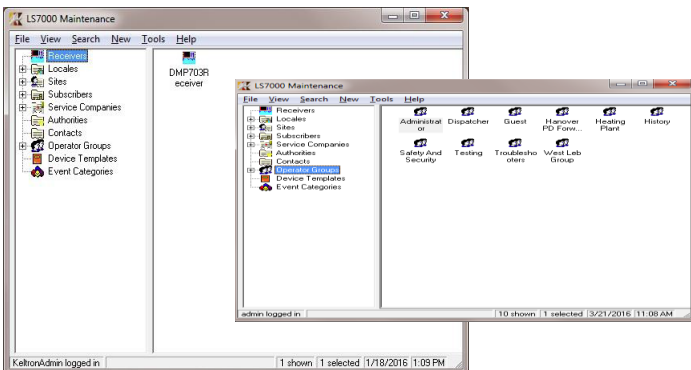 LS7000 Maintenance
File View Search New Tools Help
Receivers
Locales
Sites
Subscribers
Service Companies
Authorities
Contacts
Operator Groups
Device Templates
Event Categories
DMP703R
eceiver
KeltronAdmin logged in
1 shown 1 selected 1/18/2016 1:09 PM
LS7000 Maintenance
File View Search New Tools Help
Receivers
Locales
Sites
Subscribers
Service Companies
Authorities
Contacts
Operator Groups
Device Templates
Event Categories
Administrat
or
Dispatcher
Guest
Hanover
PD Forw...
Heating
Plant
History
Safety And
Security
Testing
Troublesho
oters
West Leb
Group
admin logged in
10 shown 1 selected 3/21/2016 11:08 AM